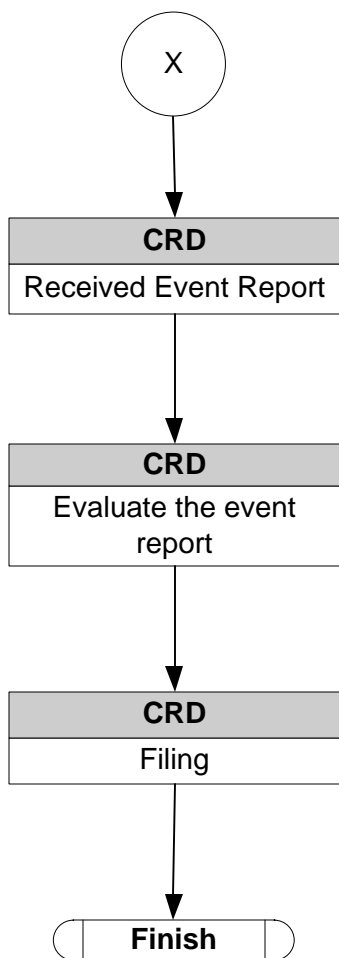 X
CRD
Received Event Report
CRD
Evaluate the event
report
CRD
Filing
Finish